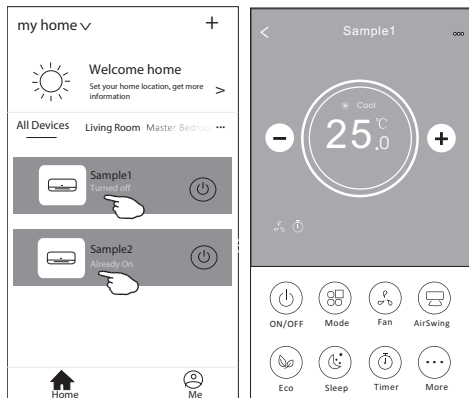 my home
Welcome home
Set your home location, get more
information
All Devices
Living Room
Master Bedroo
Sample1
Turned off
Sample2
Already On
Home
Me
Sample1
Cool
25.0 ℃
ON/OFF
Mode
Fan
AirSwing
Eco
Sleep
Timer
More